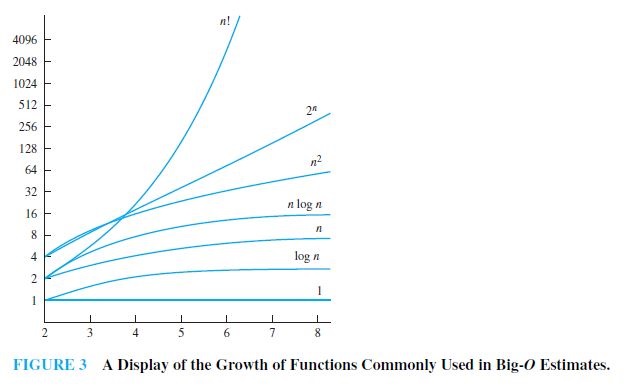 n!
4096
2048
1024
512
2ⁿ
256
128
n²
64
32
n log n
16
n
8
log n
4
2
1
1
2 3 4 5 6 7 8
FIGURE 3 A Display of the Growth of Functions Commonly Used in Big-O Estimates.